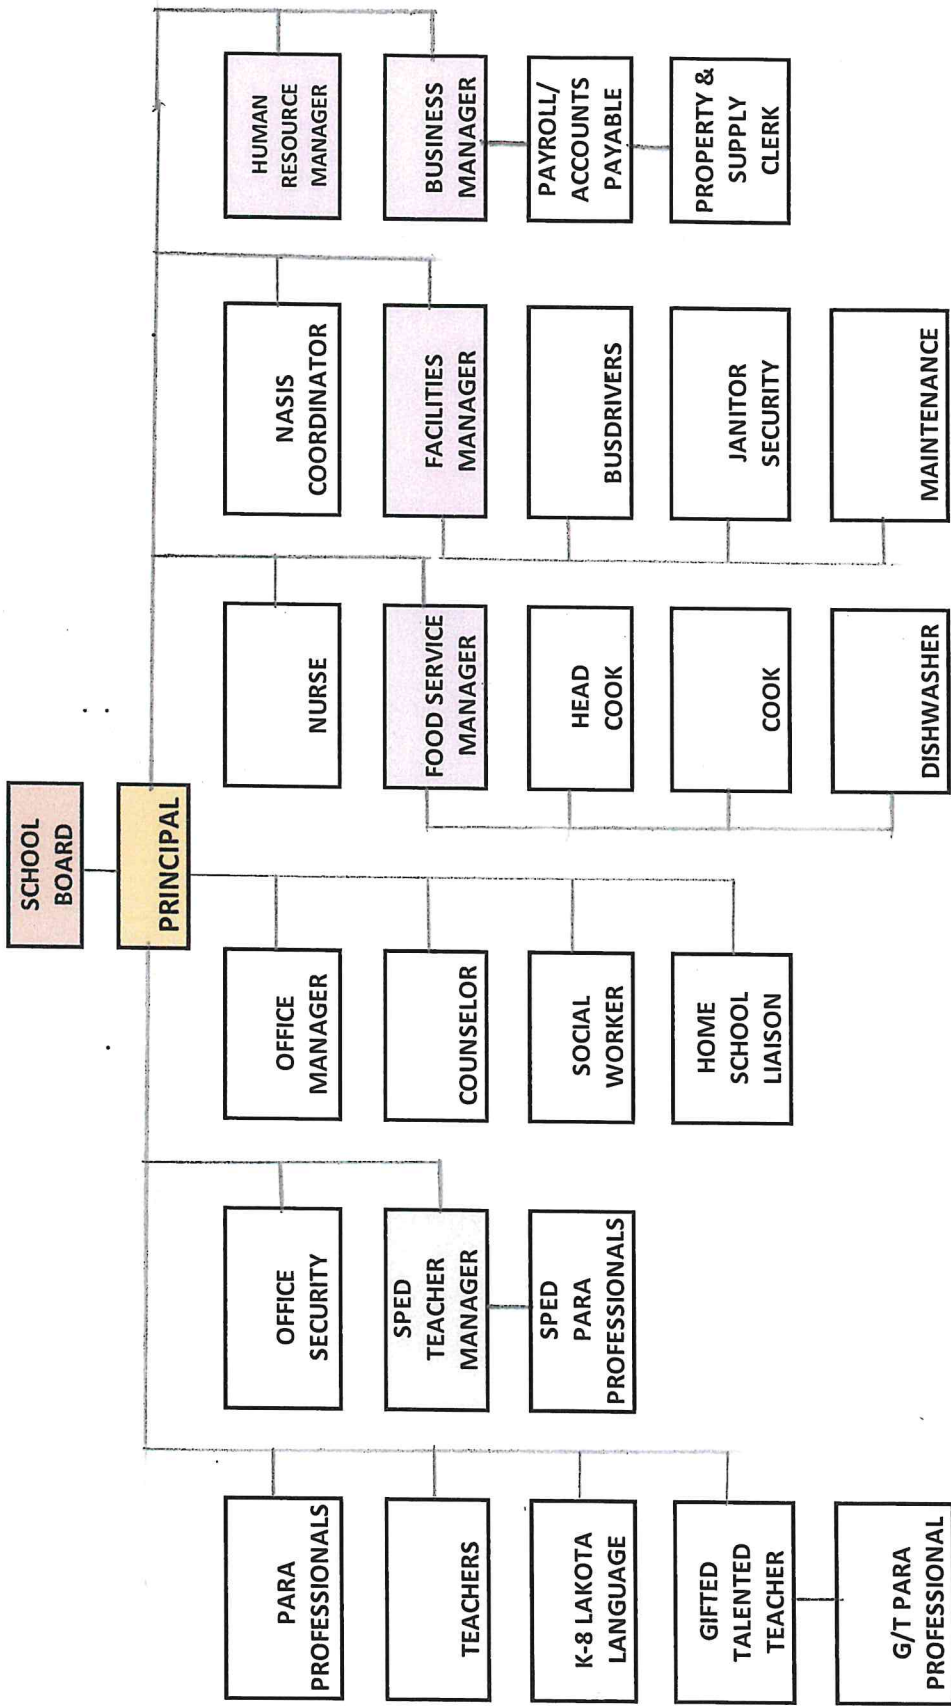 SCHOOL
BOARD
PRINCIPAL
PARA
PROFESSIONALS
TEACHERS
K-8 LAKOTA
LANGUAGE
GIFTED
TALENTED
TEACHER
G/T PARA
PROFESSIONAL
OFFICE
SECURITY
SPED
TEACHER
MANAGER
SPED
PARA
PROFESSIONALS
OFFICE
MANAGER
COUNSELOR
SOCIAL
WORKER
HOME
SCHOOL
LIAISON
NURSE
FOOD SERVICE
MANAGER
HEAD
COOK
COOK
DISHWASHER
NASIS
COORDINATOR
FACILITIES
MANAGER
BUSDRIVERS
JANITOR
SECURITY
MAINTENANCE
HUMAN
RESOURCE
MANAGER
BUSINESS
MANAGER
PAYROLL/
ACCOUNTS
PAYABLE
PROPERTY &
SUPPLY
CLERK